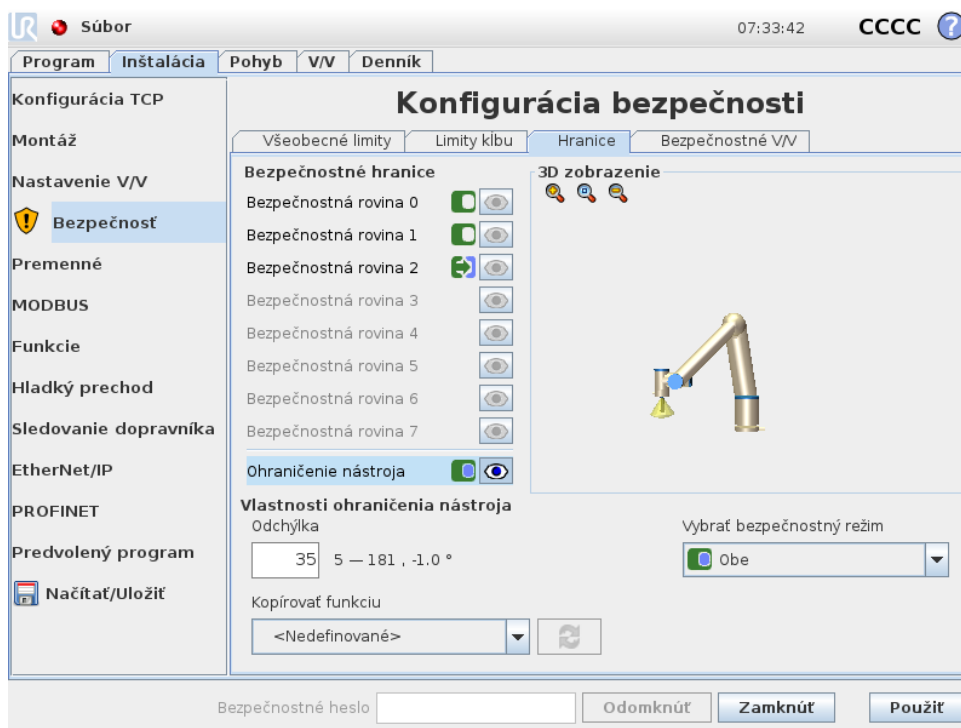 UR Súbor 07:33:42 CCCC ?
Program Inštalácia Pohyb V/V Denník
Konfigurácia TCP
Montáž
Nastavenie V/V
Bezpečnosť
Premenné
MODBUS
Funkcie
Hladký prechod
Sledovanie dopravníka
EtherNet/IP
PROFINET
Predvolený program
Načítať/Uložiť
Konfigurácia bezpečnosti
Všeobecné limity Limity kĺbu Hranice Bezpečnostné V/V
Bezpečnostné hranice
Bezpečnostná rovina 0
Bezpečnostná rovina 1
Bezpečnostná rovina 2
Bezpečnostná rovina 3
Bezpečnostná rovina 4
Bezpečnostná rovina 5
Bezpečnostná rovina 6
Bezpečnostná rovina 7
Ohraničenie nástroja
3D zobrazenie
Vlastnosti ohraničenia nástroja
Odchýlka
35 5 — 181 , -1.0 °
Vybrať bezpečnostný režim
Obe
Kopírovať funkciu
<Nedefinované>
Bezpečnostné heslo Odomknúť Zamknúť Použiť